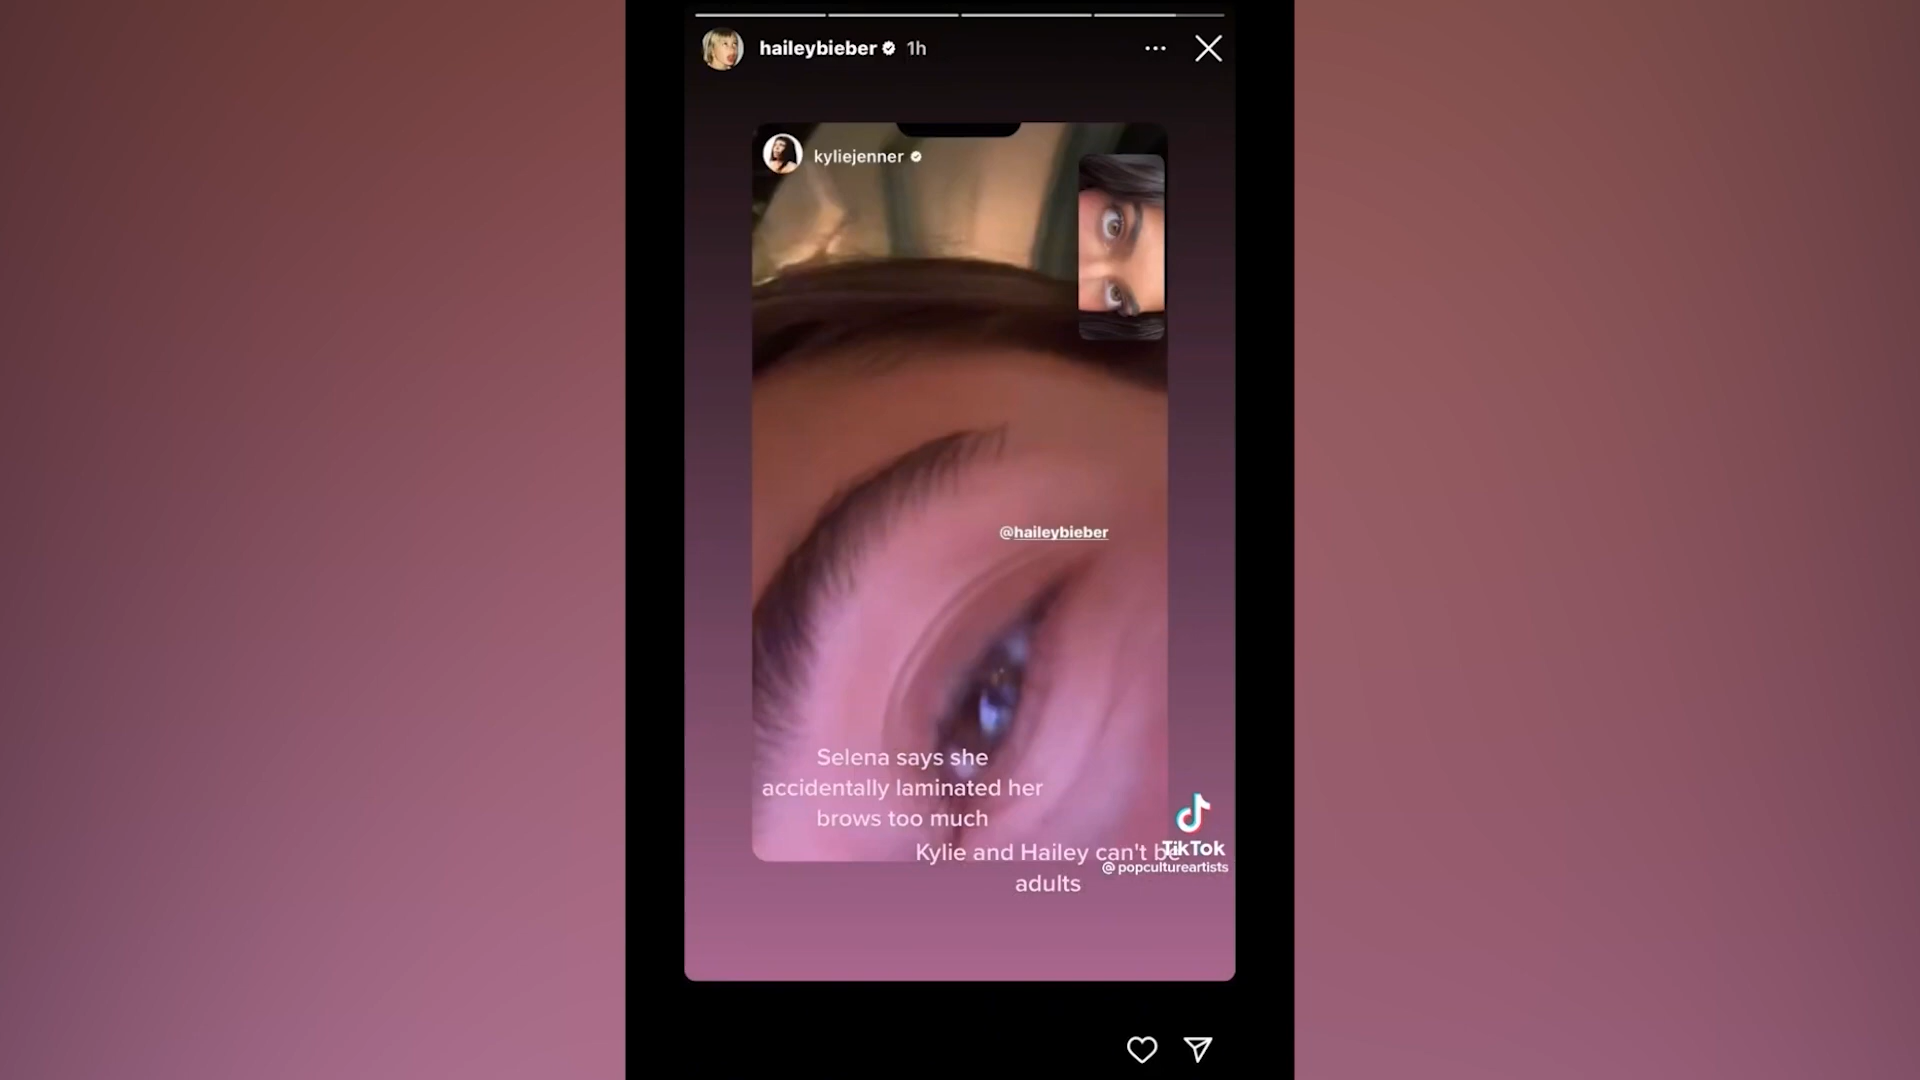 haileybieber 1h
kyliejenner
@haileybieber
Selena says she
accidentally laminated her
brows too much
Kylie and Hailey can't be
adults
TikTok
@popcultureartists